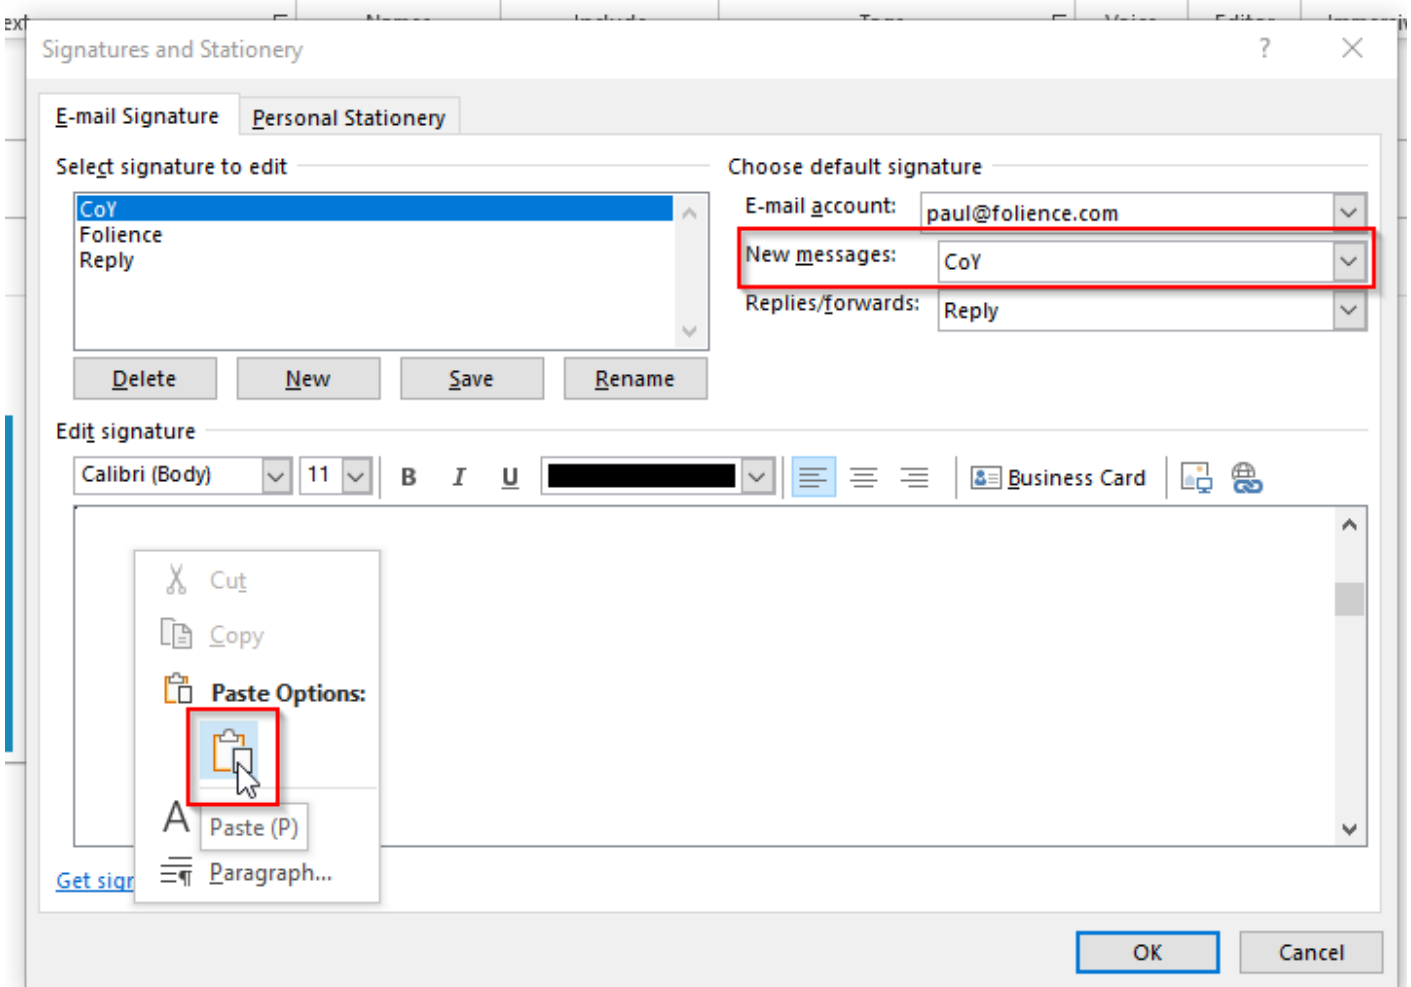 Signatures and Stationery
?
E-mail Signature
Personal Stationery
Select signature to edit
Choose default signature
CoY
Folience
Reply
E-mail account:
paul@folience.com
New messages:
CoY
Replies/forwards:
Reply
Delete
New
Save
Rename
Edit signature
Calibri (Body)
11
B
I
U
Business Card
Cut
Copy
Paste Options:
A
Paste (P)
Paragraph...
Get
OK
Cancel